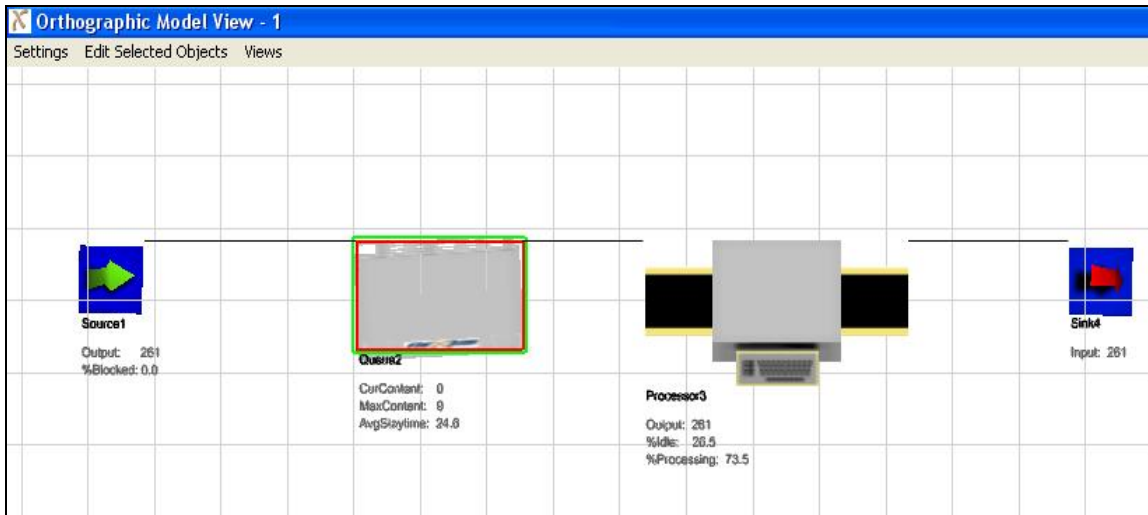 Orthographic Model View - 1
Settings Edit Selected Objects Views
Source1
Output: 261
%Blocked: 0.0
Queue2
CurContent: 0
MaxContent: 9
AvgStaytime: 24.6
Processor3
Output: 261
%Idle: 26.5
%Processing: 73.5
Sink4
Input: 261